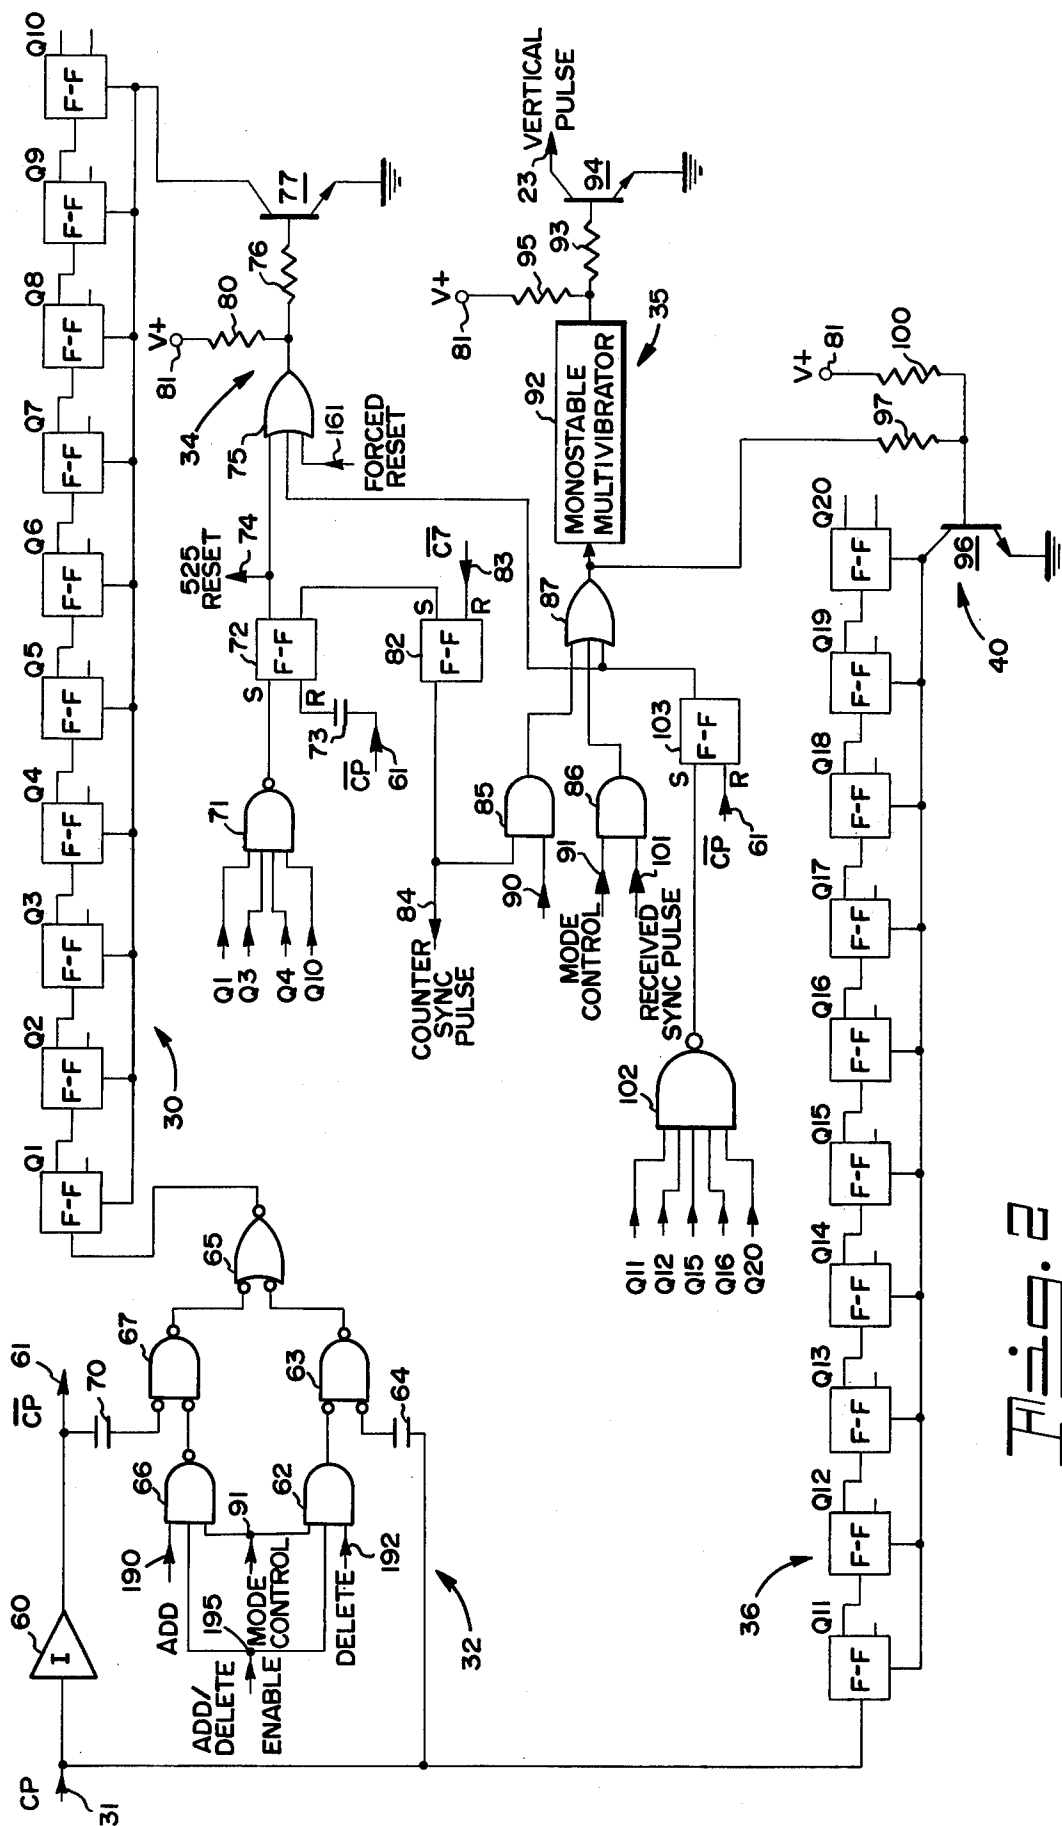 CP
31
60
I
C̅P̅
61
70
67
65
66
190
ADD
195
ADD/
DELETE
ENABLE
MODE
CONTROL
91
62
63
64
DELETE
192
32
Q1
Q2
Q3
Q4
Q5
Q6
Q7
Q8
Q9
Q10
F-F
F-F
F-F
F-F
F-F
F-F
F-F
F-F
F-F
F-F
30
Q1
Q3
Q4
Q10
71
S
R
72
F-F
73
C̅P̅
61
525
RESET
74
34
75
81
V+
80
76
77
161
FORCED
RESET
82
F-F
S
R
C̅7̅
83
84
COUNTER
SYNC
PULSE
85
90
86
91
MODE
CONTROL
101
RECEIVED
SYNC PULSE
87
92
MONOSTABLE
MULTIVIBRATOR
35
81
V+
95
93
94
23
VERTICAL
PULSE
102
Q11
Q12
Q15
Q16
Q20
103
S
R
F-F
C̅P̅
61
V+
81
97
100
96
40
36
Q11
Q12
Q13
Q14
Q15
Q16
Q17
Q18
Q19
Q20
F-F
F-F
F-F
F-F
F-F
F-F
F-F
F-F
F-F
F-F
Fig. 2